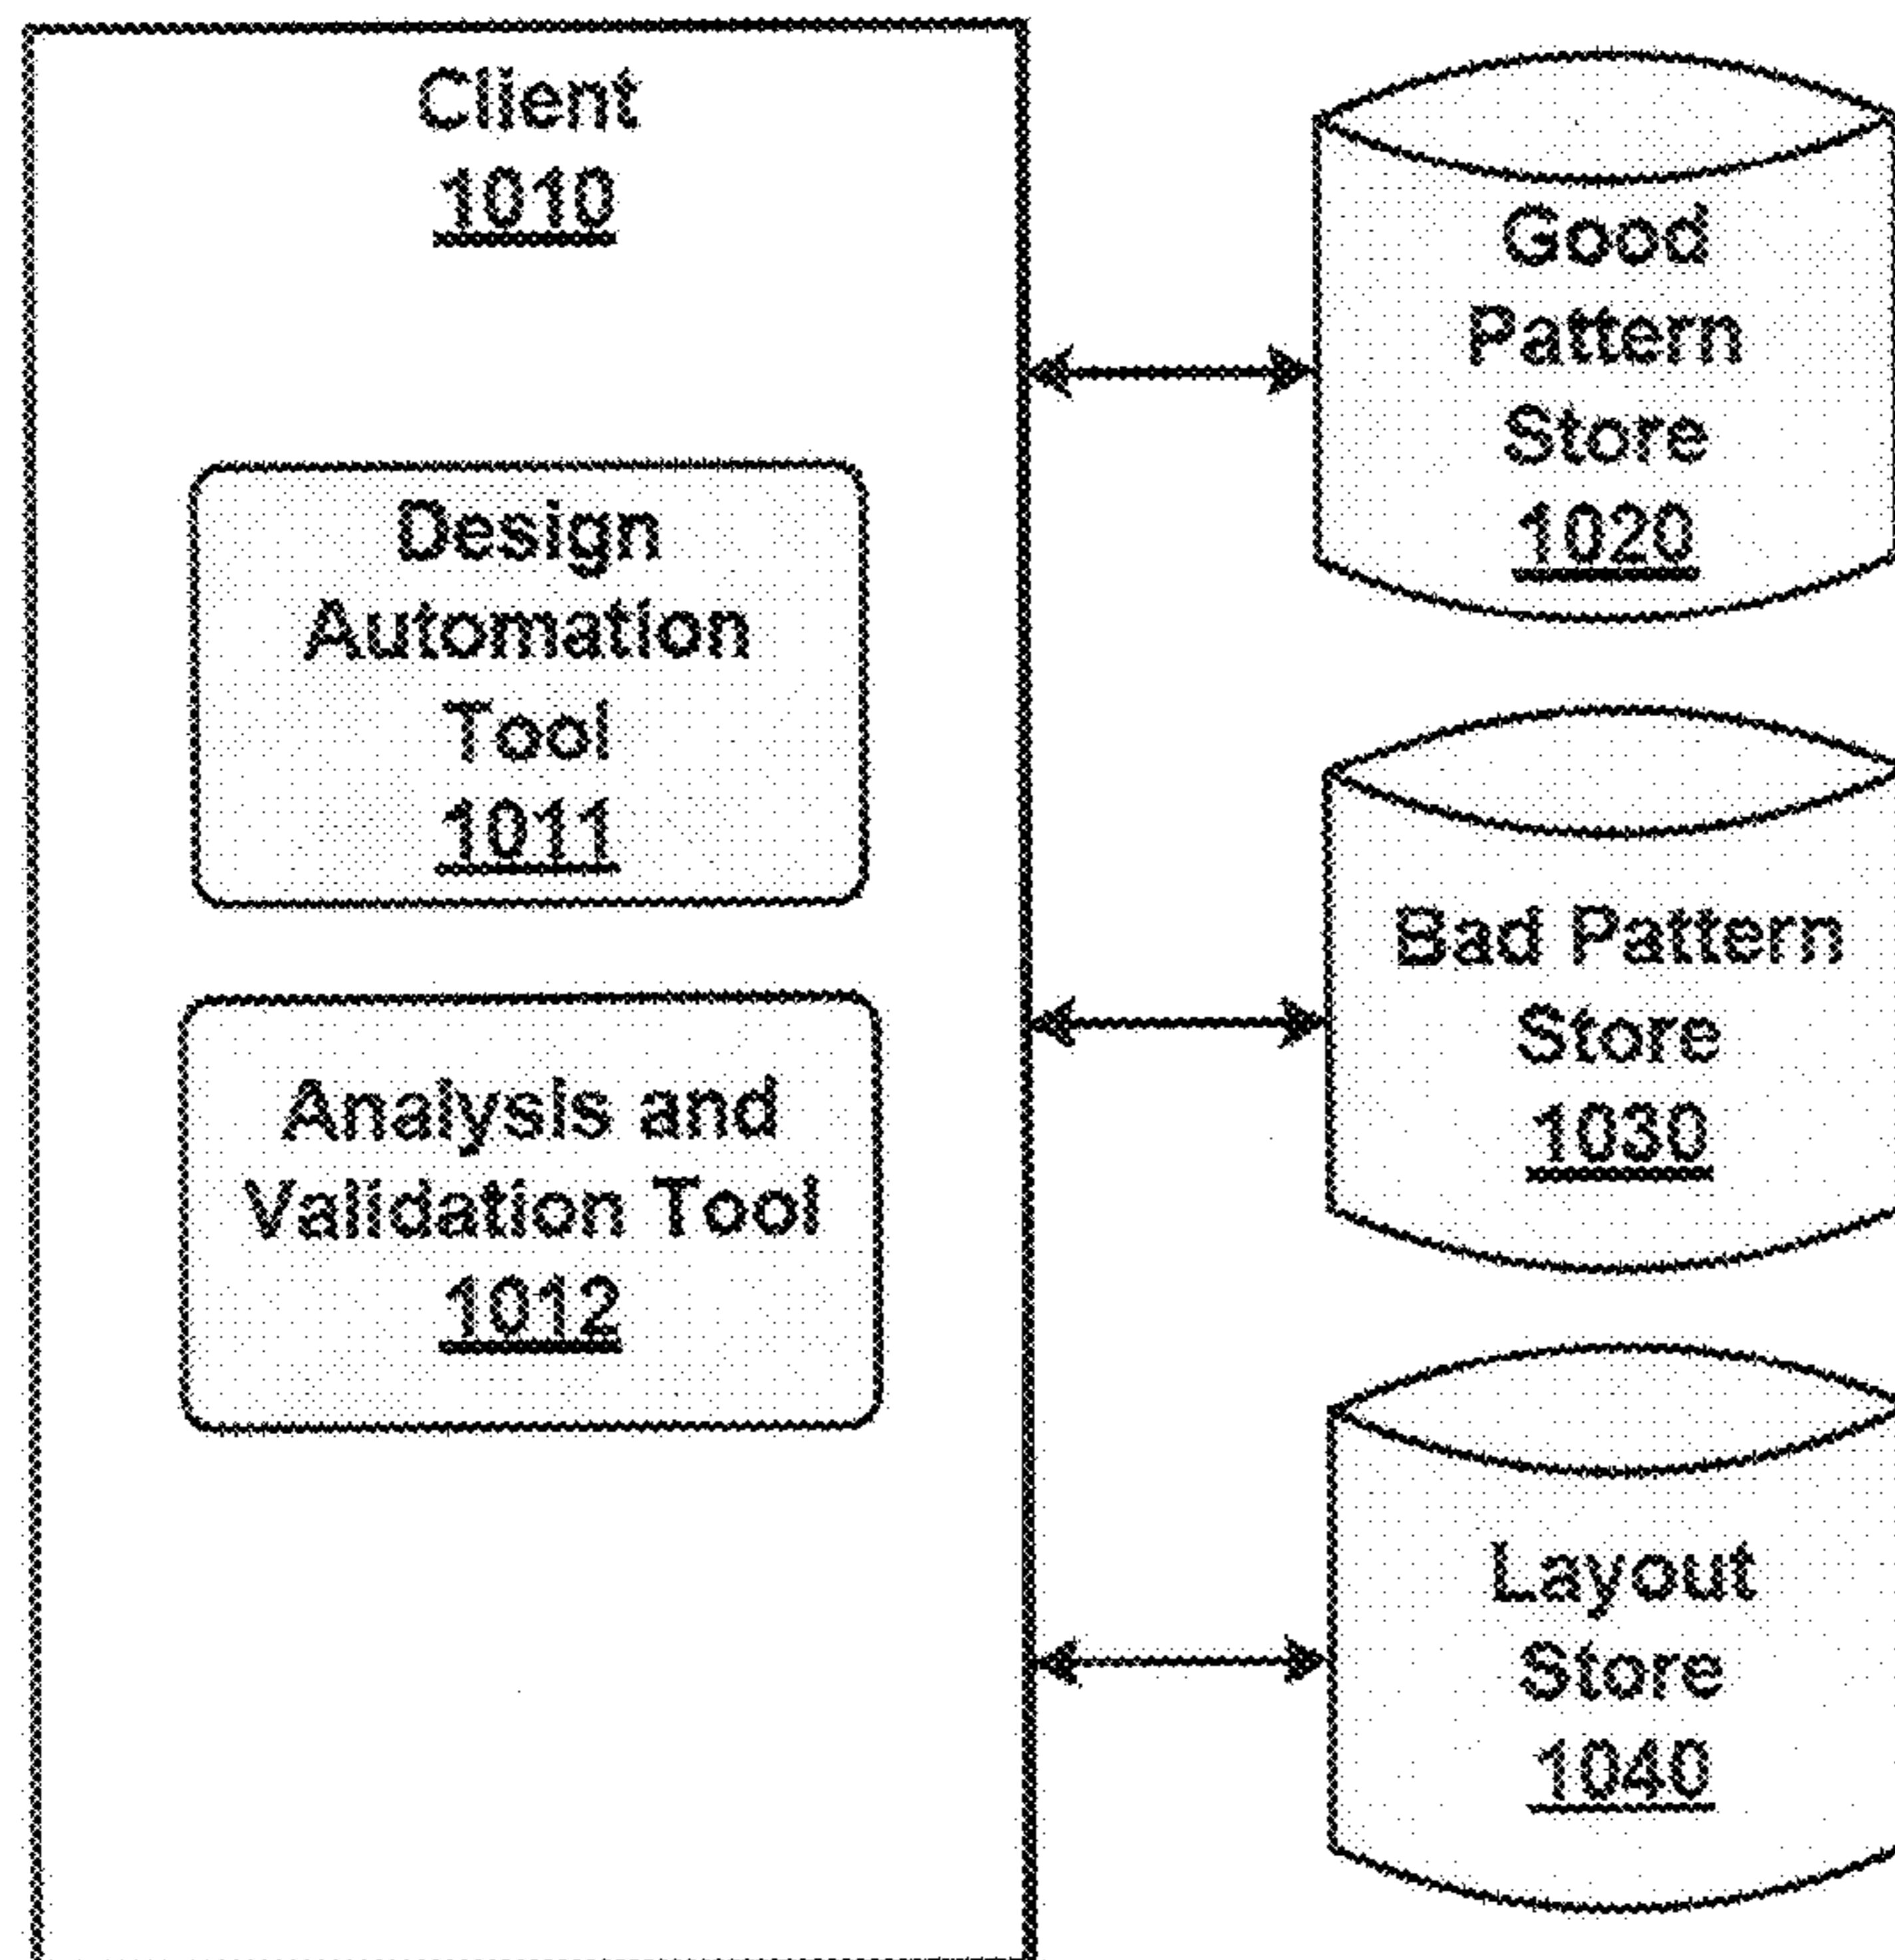 Client
1010
Design
Automation
Tool
1011
Analysis and
Validation Tool
1012
Good
Pattern
Store
1020
Bad Pattern
Store
1030
Layout
Store
1040